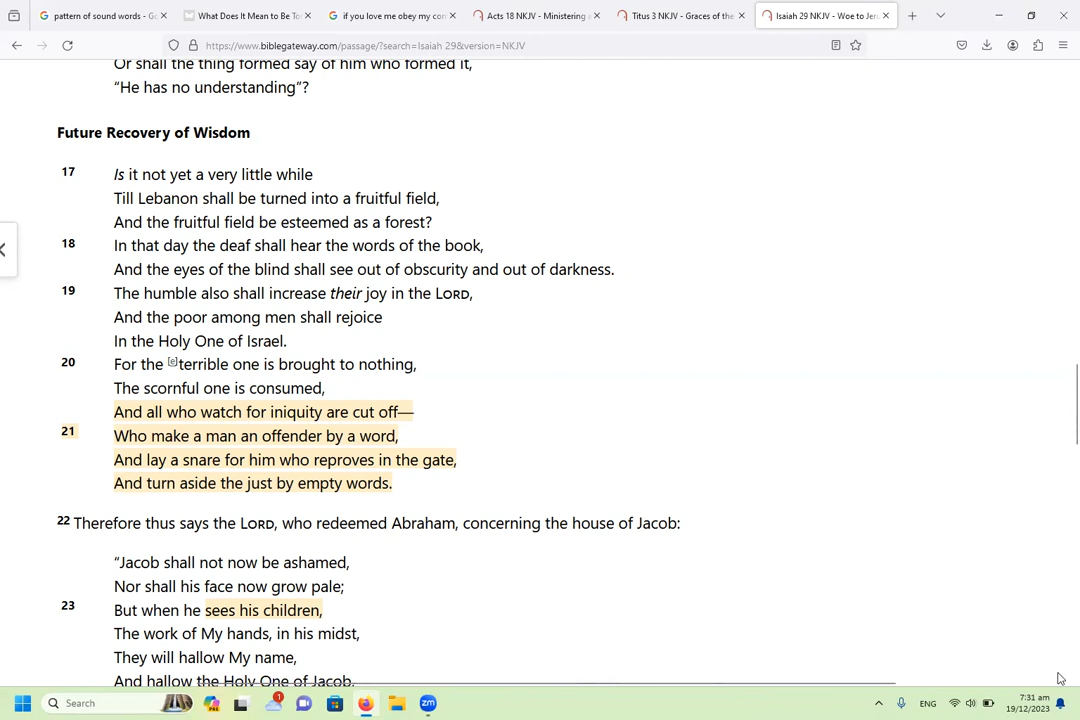 pattern of sound words - Go
What Does It Mean to Be To
if you love me obey my con
Acts 18 NKJV - Ministering
Titus 3 NKJV - Graces of the
Isaiah 29 NKJV - Woe to Jeru
https://www.biblegateway.com/passage/?search=Isaiah 29&version=NKJV
Or shall the thing formed say of him who formed it,
“He has no understanding”?
Future Recovery of Wisdom
17 Is it not yet a very little while
Till Lebanon shall be turned into a fruitful field,
And the fruitful field be esteemed as a forest?
18 In that day the deaf shall hear the words of the book,
And the eyes of the blind shall see out of obscurity and out of darkness.
19 The humble also shall increase their joy in the LORD,
And the poor among men shall rejoice
In the Holy One of Israel.
20 For the [e]terrible one is brought to nothing,
The scornful one is consumed,
And all who watch for iniquity are cut off—
21 Who make a man an offender by a word,
And lay a snare for him who reproves in the gate,
And turn aside the just by empty words.
22 Therefore thus says the LORD, who redeemed Abraham, concerning the house of Jacob:
“Jacob shall not now be ashamed,
Nor shall his face now grow pale;
23 But when he sees his children,
The work of My hands, in his midst,
They will hallow My name,
And hallow the Holy One of Jacob,
Search
1
PRE
zm
ENG
7:31 am
19/12/2023